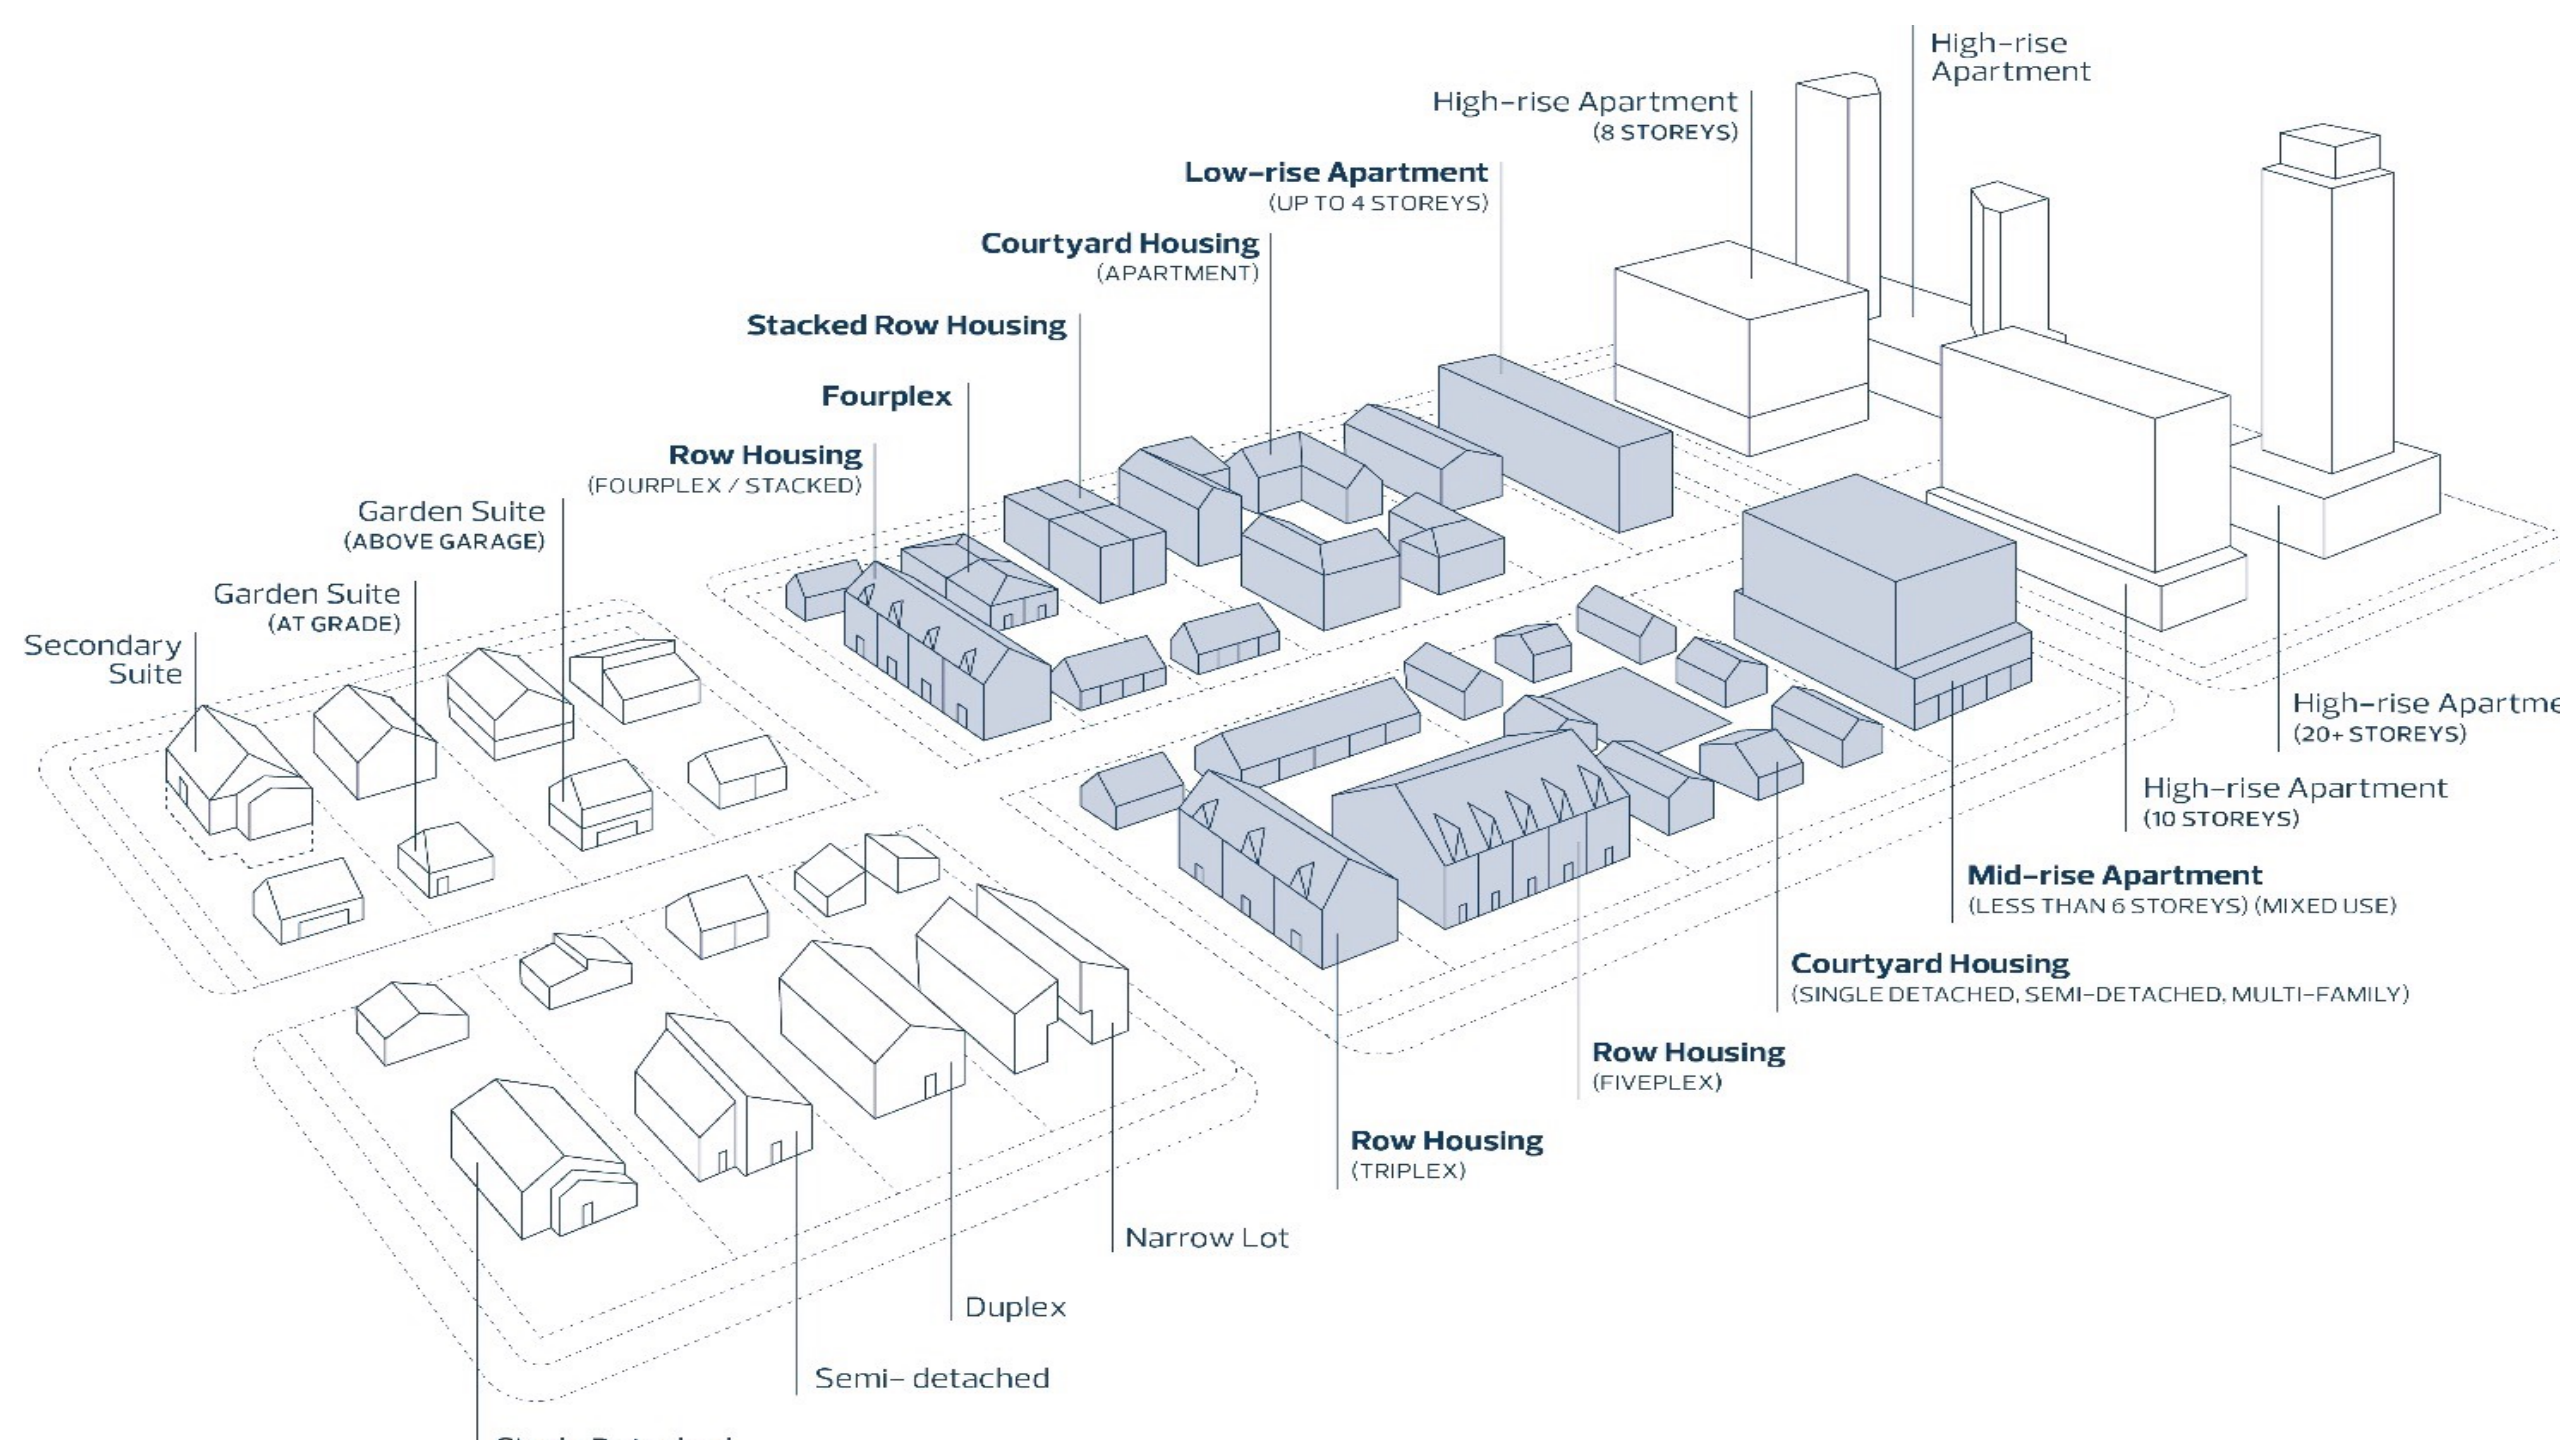 High-rise
Apartment
High-rise Apartment
(8 STOREYS)
Low-rise Apartment
(UP TO 4 STOREYS)
Courtyard Housing
(APARTMENT)
Stacked Row Housing
Fourplex
Row Housing
(FOURPLEX / STACKED)
Garden Suite
(ABOVE GARAGE)
Garden Suite
(AT GRADE)
Secondary
Suite
High-rise Apartme
(20+ STOREYS)
High-rise Apartment
(10 STOREYS)
Mid-rise Apartment
(LESS THAN 6 STOREYS) (MIXED USE)
Courtyard Housing
(SINGLE DETACHED, SEMI-DETACHED, MULTI-FAMILY)
Row Housing
(FIVEPLEX)
Row Housing
(TRIPLEX)
Narrow Lot
Duplex
Semi- detached